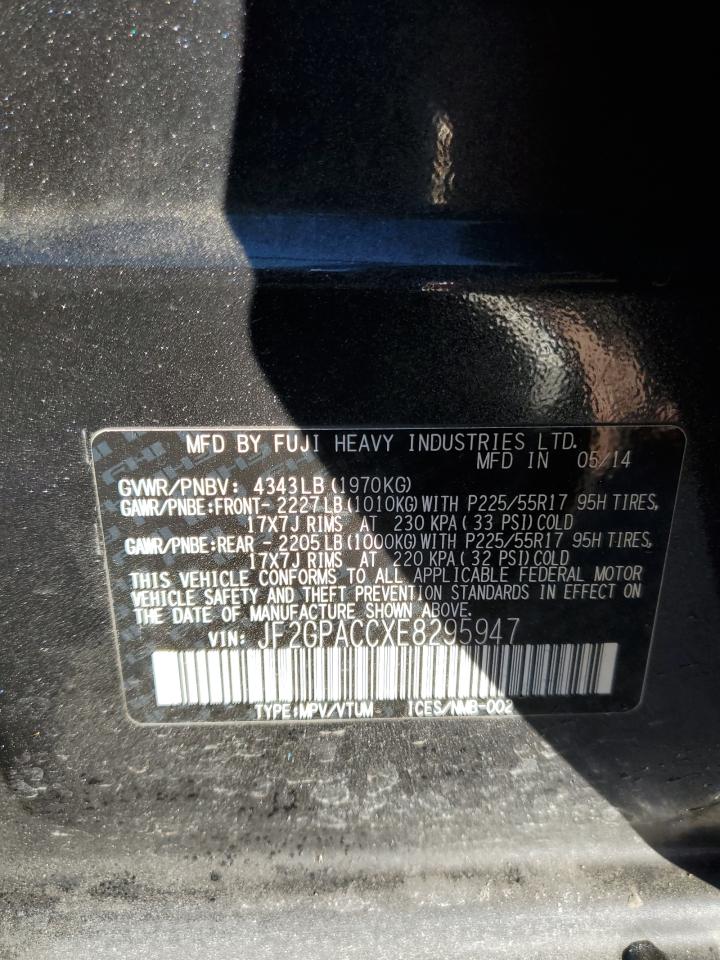 MFD BY FUJI HEAVY INDUSTRIES LTD.
MFD IN 05/14
GVWR/PNBV: 4343LB(1970KG)
GAWR/PNBE:FRONT- 2227LB(1010KG)WITH P225/55R17 95H TIRES,
17X7J RIMS AT 230 KPA(33 PSI)COLD
GAWR/PNBE:REAR - 2205LB(1000KG)WITH P225/55R17 95H TIRES,
17X7J RIMS AT 220 KPA(32 PSI)COLD
THIS VEHICLE CONFORMS TO ALL APPLICABLE FEDERAL MOTOR
VEHICLE SAFETY AND THEFT PREVENTION STANDARDS IN EFFECT ON
THE DATE OF MANUFACTURE SHOWN ABOVE.
VIN: JF2GPACCXE8295947
TYPE:MPV/VTUM ICES/NMB-002